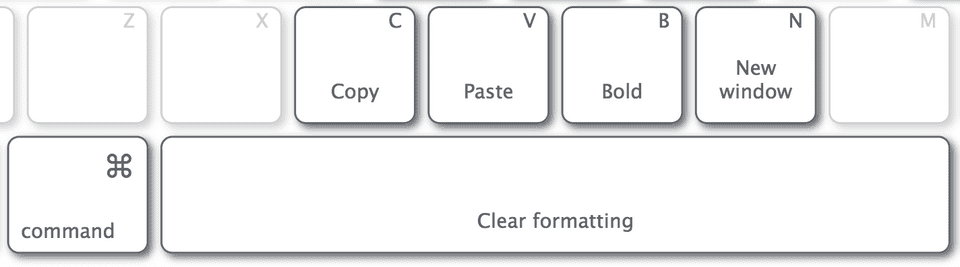 Z
X
C
Copy
V
Paste
B
Bold
N
New
window
M
⌘
command
Clear formatting